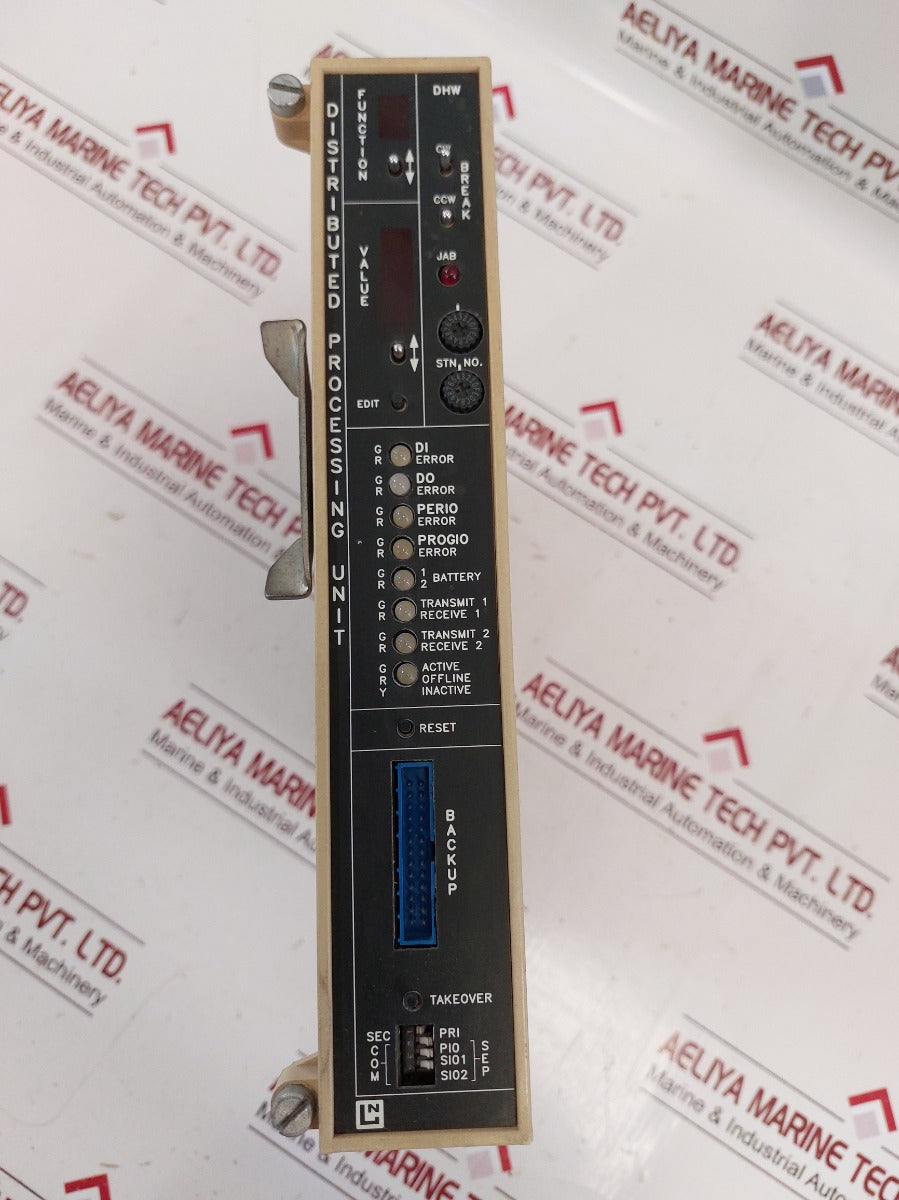 DISTRIBUTED PROCESSING UNIT
FUNCTION
DHW
CW
BREAK
CCW
VALUE
JAB
STN. NO.
EDIT
G
R
DI
ERROR
G
R
DO
ERROR
G
R
PERIO
ERROR
G
R
PROGIO
ERROR
G
R
1
2 BATTERY
G
R
TRANSMIT 1
RECEIVE 1
G
R
TRANSMIT 2
RECEIVE 2
G
R
Y
ACTIVE
OFFLINE
INACTIVE
RESET
BACKUP
TAKEOVER
SEC
PRI
COM
PIO
SIO1
SIO2
SEP
LN
AELIYA MARINE TECH PVT. LTD.
Marine & Industrial Automation & Machinery